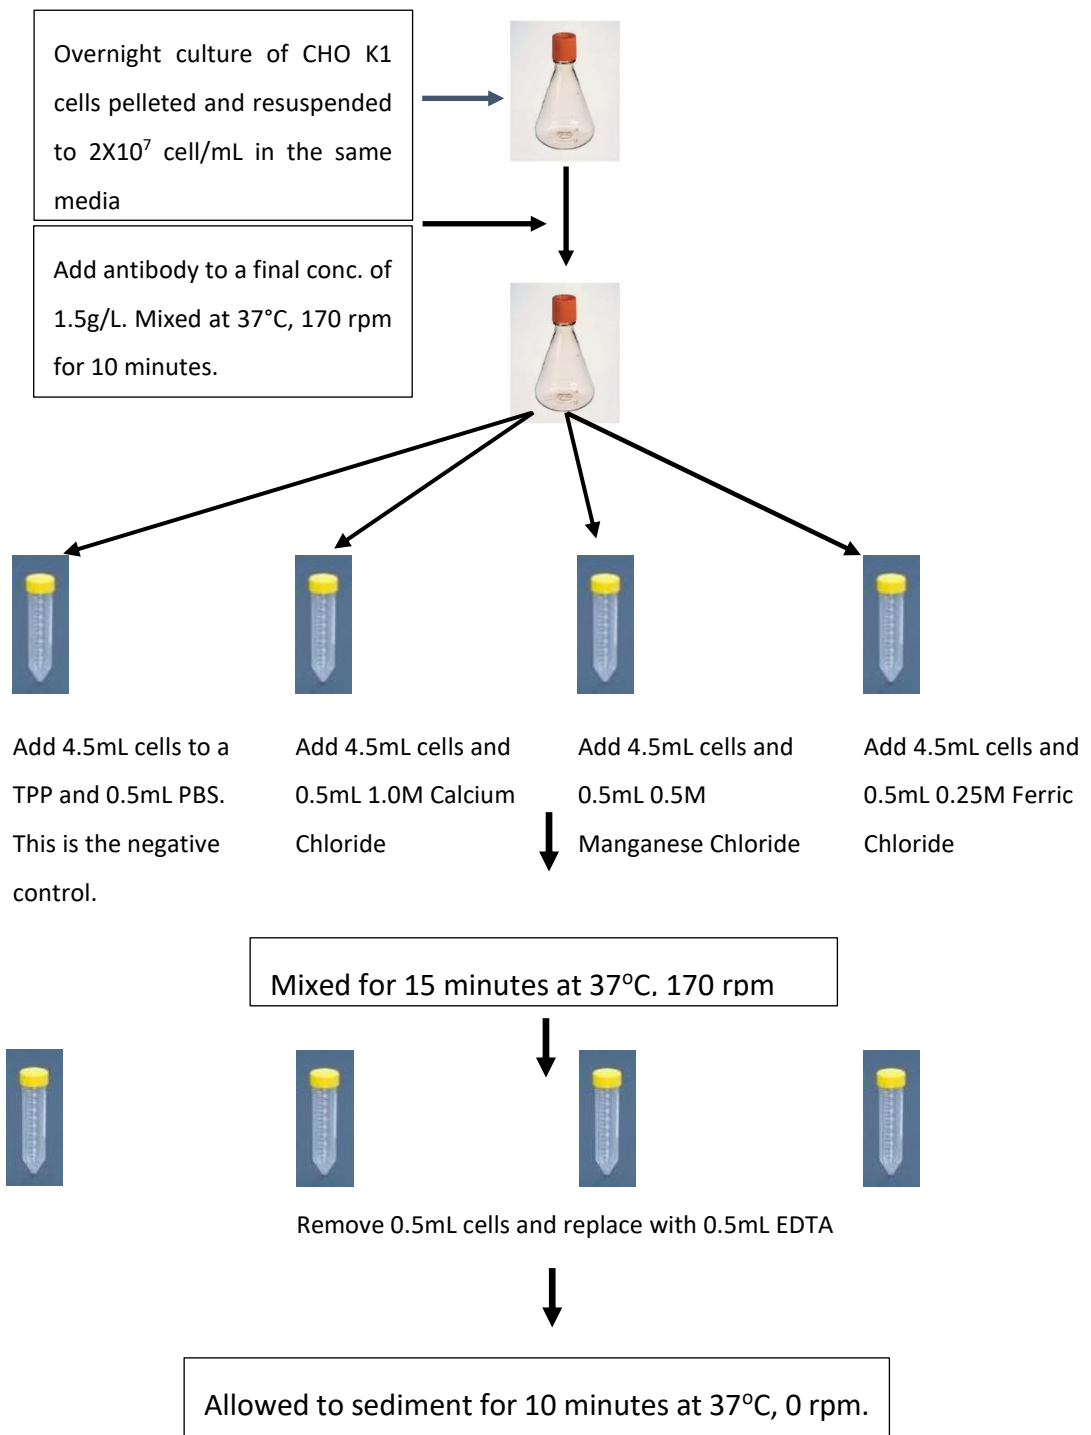 Overnight culture of CHO K1
cells pelleted and resuspended
to 2X10⁷ cell/mL in the same
media
Add antibody to a final conc. of
1.5g/L. Mixed at 37°C, 170 rpm
for 10 minutes.
Add 4.5mL cells to a
TPP and 0.5mL PBS.
This is the negative
control.
Add 4.5mL cells and
0.5mL 1.0M Calcium
Chloride
Add 4.5mL cells and
0.5mL 0.5M
Manganese Chloride
Add 4.5mL cells and
0.5mL 0.25M Ferric
Chloride
Mixed for 15 minutes at 37°C, 170 rpm
Remove 0.5mL cells and replace with 0.5mL EDTA
Allowed to sediment for 10 minutes at 37°C, 0 rpm.